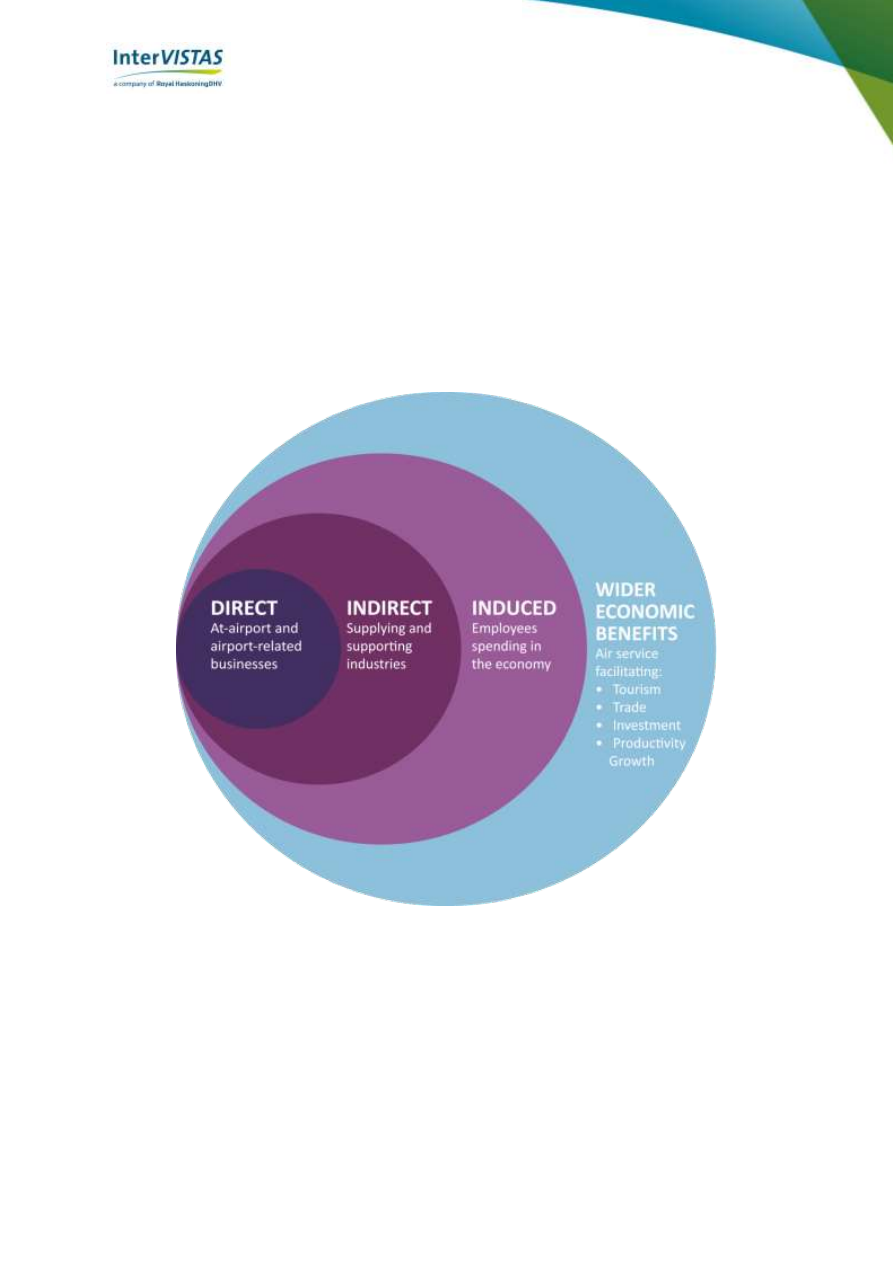 InterVISTAS
a company of Royal HaskoningDHV
DIRECT
At-airport and
airport-related
businesses
INDIRECT
Supplying and
supporting
industries
INDUCED
Employees
spending in
the economy
WIDER
ECONOMIC
BENEFITS
Air service
facilitating:
• Tourism
• Trade
• Investment
• Productivity
Growth